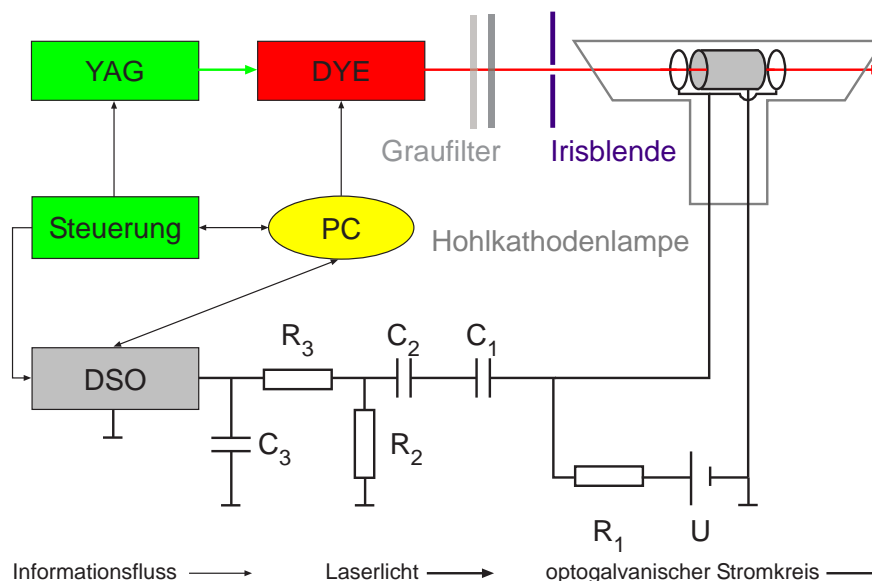 YAG
DYE
Graufilter
Irisblende
Steuerung
PC
Hohlkathodenlampe
DSO
R3
C2
C1
C3
R2
R1
U
Informationsfluss
Laserlicht
optogalvanischer Stromkreis